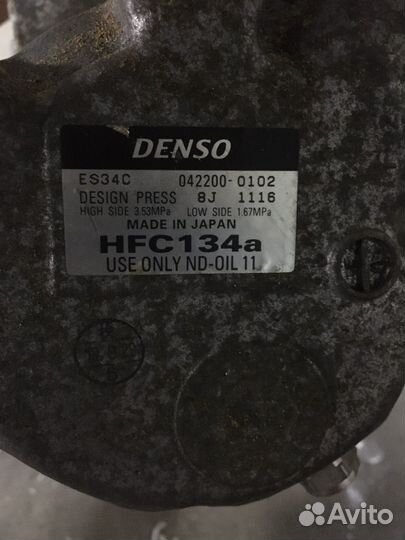 DENSO
ES34C 042200-0102
DESIGN PRESS 8J 1116
HIGH SIDE 3.53MPa LOW SIDE 1.67MPa
MADE IN JAPAN
HFC134a
USE ONLY ND-OIL 11
Avito